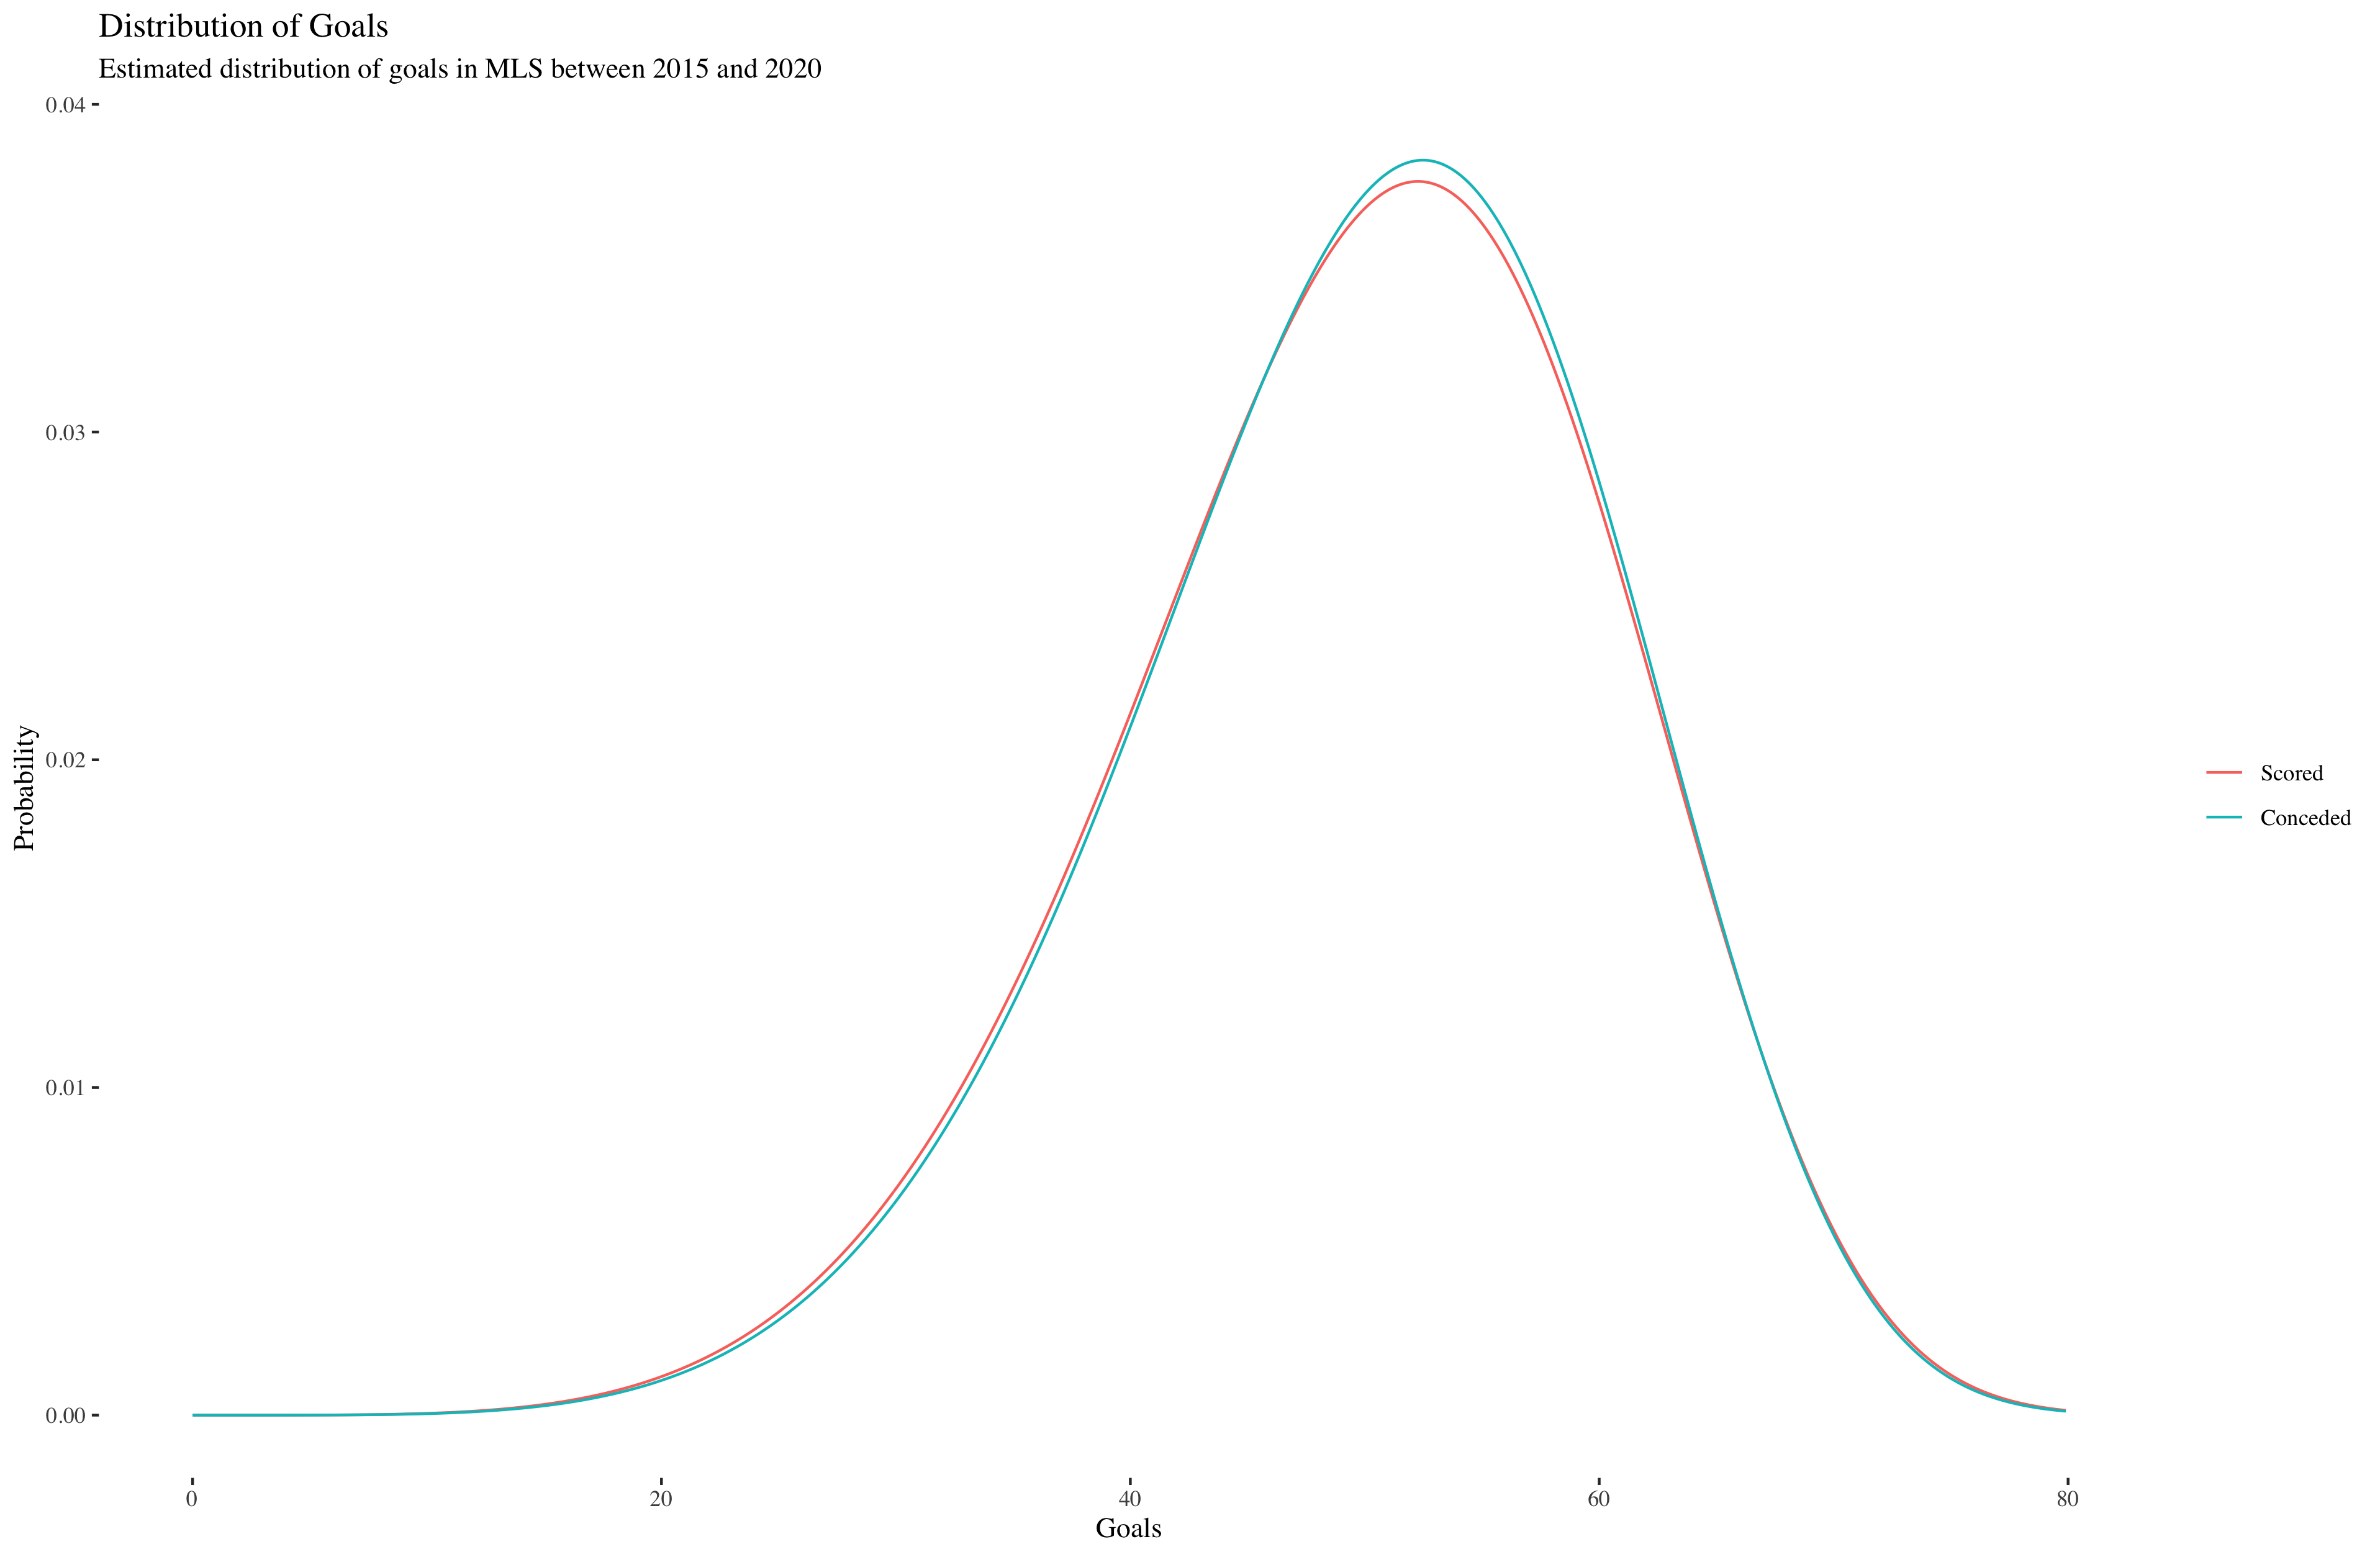 Distribution of Goals
Estimated distribution of goals in MLS between 2015 and 2020
0.04
0.03
0.02
0.01
0.00
Probability
0
20
40
60
80
Goals
Scored
Conceded